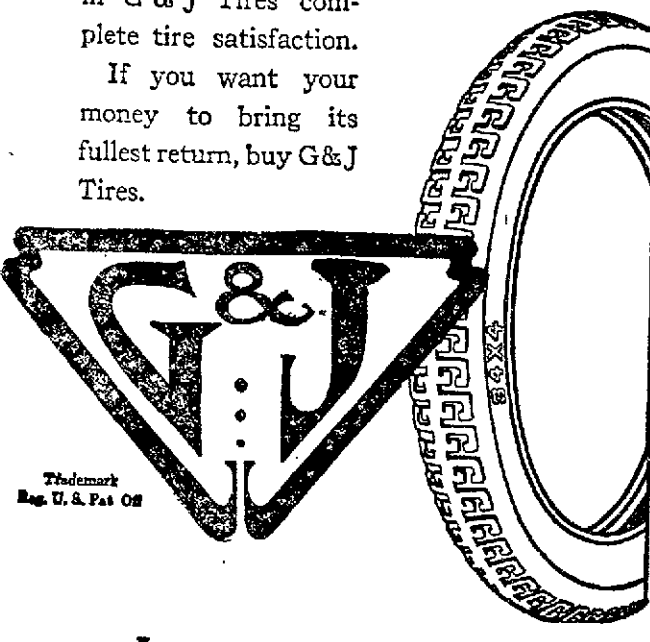 in G & J Tires com-
plete tire satisfaction.
If you want your
money to bring its
fullest return, buy G & J
Tires.
G & J
34X4
Trademark
Reg. U. S. Pat Off